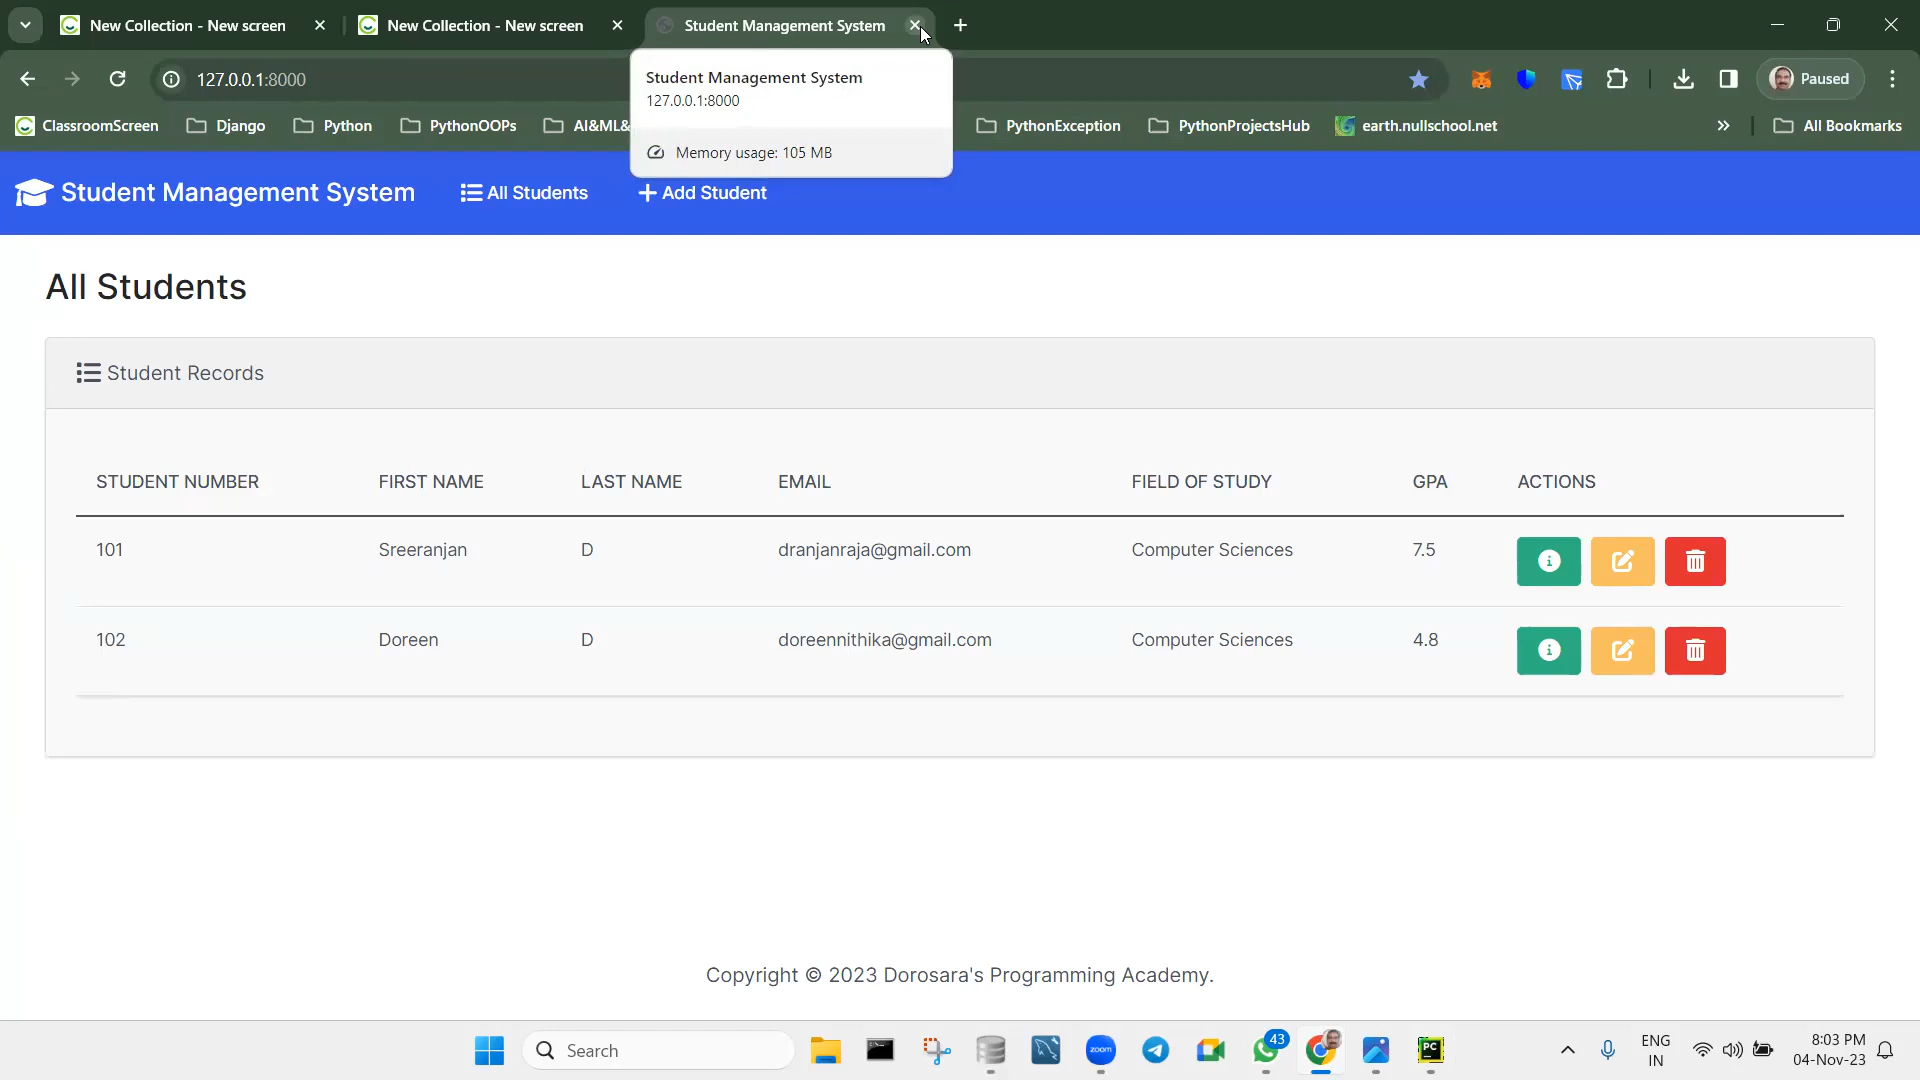 New Collection - New screen
New Collection - New screen
Student Management System
127.0.0.1:8000
Student Management System
127.0.0.1:8000
Memory usage: 105 MB
Paused
ClassroomScreen
Django
Python
PythonOOPs
AI&ML&
PythonException
PythonProjectsHub
earth.nullschool.net
All Bookmarks
Student Management System
All Students
Add Student
All Students
Student Records
STUDENT NUMBER FIRST NAME LAST NAME EMAIL FIELD OF STUDY GPA ACTIONS
101 Sreeranjan D dranjanraja@gmail.com Computer Sciences 7.5
102 Doreen D doreennithika@gmail.com Computer Sciences 4.8
Copyright © 2023 Dorosara's Programming Academy.
Search
zoom
43
PC
ENG
IN
8:03 PM
04-Nov-23